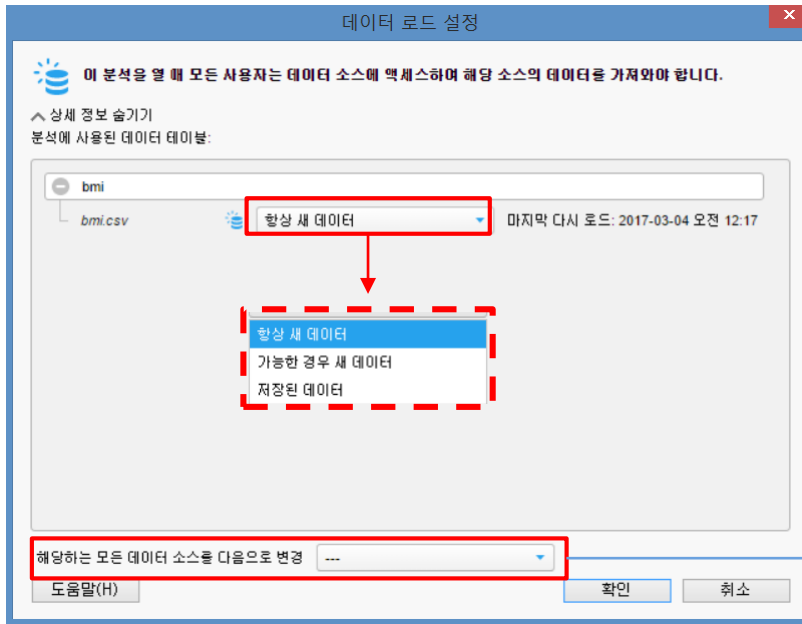 데이터 로드 설정
이 분석을 열 때 모든 사용자는 데이터 소스에 액세스하여 해당 소스의 데이터를 가져와야 합니다.
상세 정보 숨기기
분석에 사용된 데이터 테이블:
bmi
bmi.csv 항상 새 데이터 마지막 다시 로드: 2017-03-04 오전 12:17
항상 새 데이터
가능한 경우 새 데이터
저장된 데이터
해당하는 모든 데이터 소스를 다음으로 변경 ---
도움말(H) 확인 취소